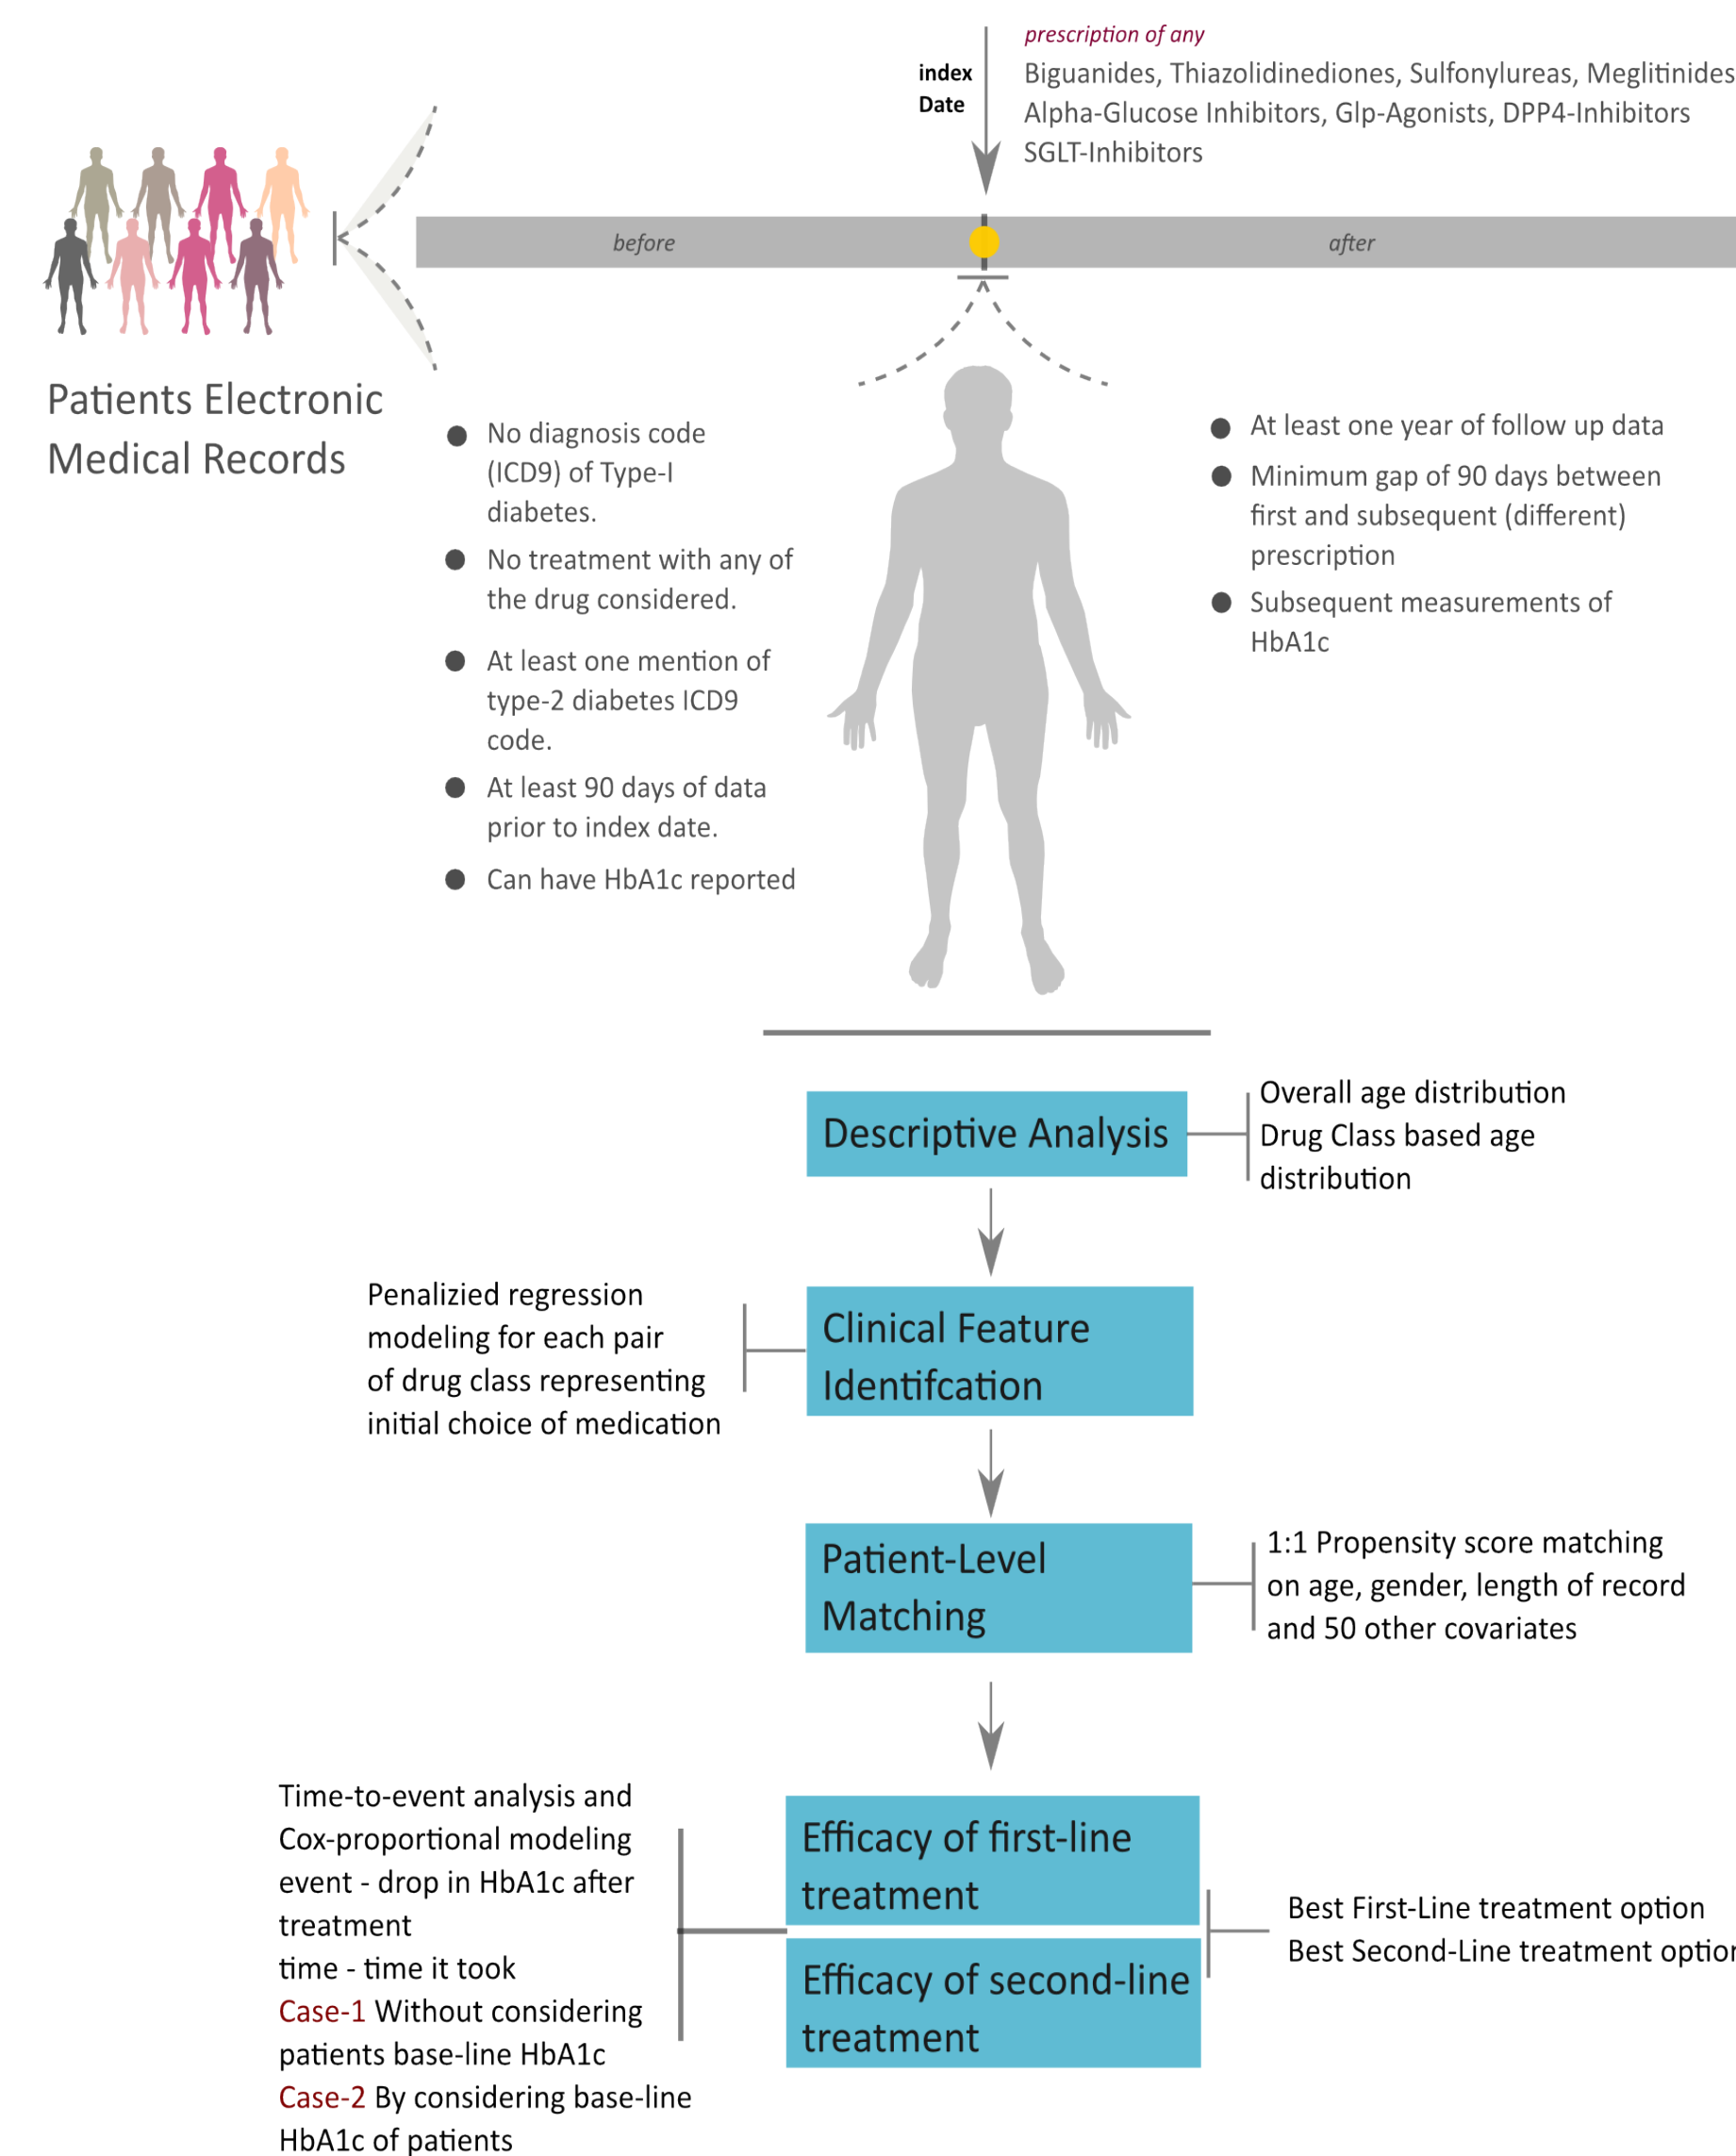 prescription of any
index
Date
Biguanides, Thiazolidinediones, Sulfonylureas, Meglitinides
Alpha-Glucose Inhibitors, Glp-Agonists, DPP4-Inhibitors
SGLT-Inhibitors
before
after
Patients Electronic
Medical Records
No diagnosis code
(ICD9) of Type-I
diabetes.
No treatment with any of
the drug considered.
At least one mention of
type-2 diabetes ICD9
code.
At least 90 days of data
prior to index date.
Can have HbA1c reported
At least one year of follow up data
Minimum gap of 90 days between
first and subsequent (different)
prescription
Subsequent measurements of
HbA1c
Descriptive Analysis
Overall age distribution
Drug Class based age
distribution
Penalizied regression
modeling for each pair
of drug class representing
initial choice of medication
Clinical Feature
Identifcation
Patient-Level
Matching
1:1 Propensity score matching
on age, gender, length of record
and 50 other covariates
Time-to-event analysis and
Cox-proportional modeling
event - drop in HbA1c after
treatment
time - time it took
Case-1 Without considering
patients base-line HbA1c
Case-2 By considering base-line
HbA1c of patients
Efficacy of first-line
treatment
Efficacy of second-line
treatment
Best First-Line treatment option
Best Second-Line treatment option